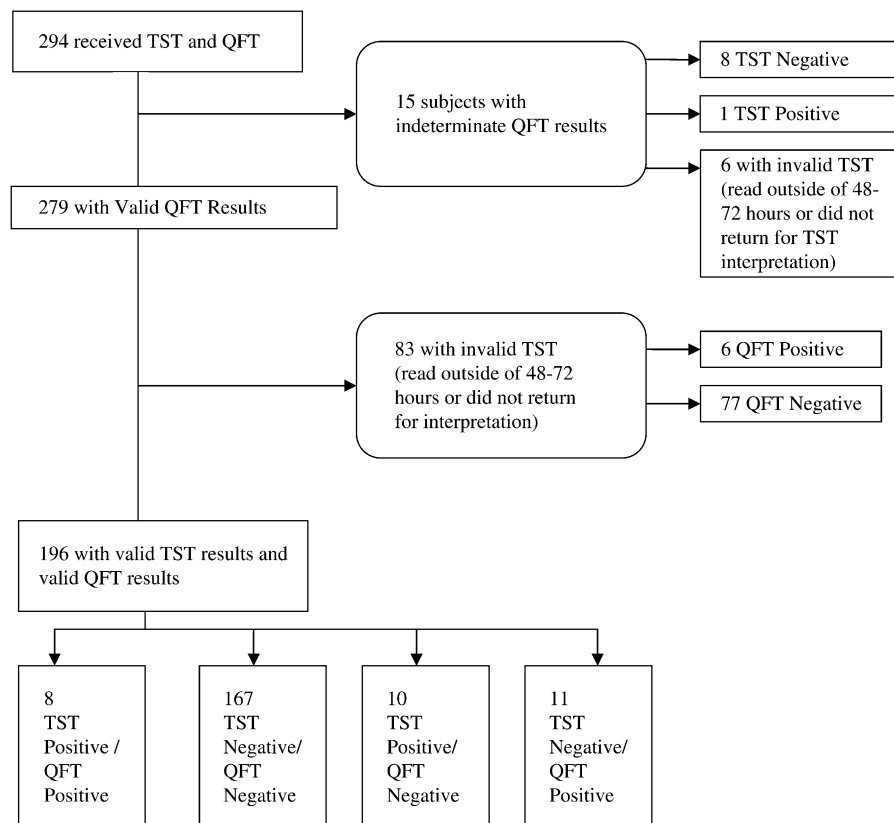 294 received TST and QFT
15 subjects with
indeterminate QFT results
8 TST Negative
1 TST Positive
6 with invalid TST
(read outside of 48-
72 hours or did not
return for TST
interpretation)
279 with Valid QFT Results
83 with invalid TST
(read outside of 48-72
hours or did not return
for interpretation)
6 QFT Positive
77 QFT Negative
196 with valid TST results and
valid QFT results
8
TST
Positive /
QFT
Positive
167
TST
Negative/
QFT
Negative
10
TST
Positive/
QFT
Negative
11
TST
Negative/
QFT
Positive